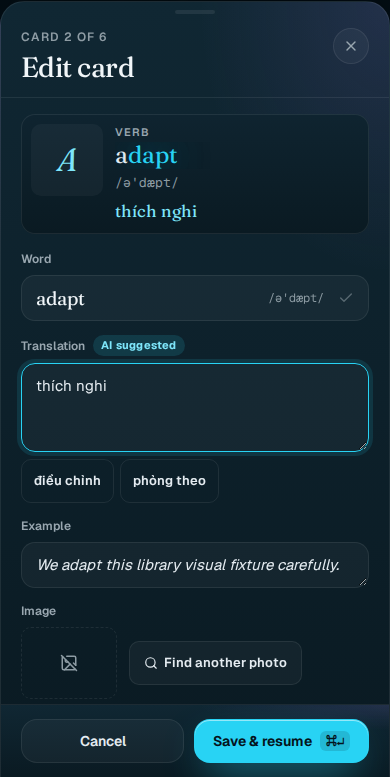 CARD 2 OF 6
Edit card
A
VERB
adapt
/əˈdæpt/
thích nghi
Word
adapt
/əˈdæpt/
Translation AI suggested
thích nghi
điều chỉnh
phỏng theo
Example
We adapt this library visual fixture carefully.
Image
Find another photo
Cancel
Save & resume ⌘↵